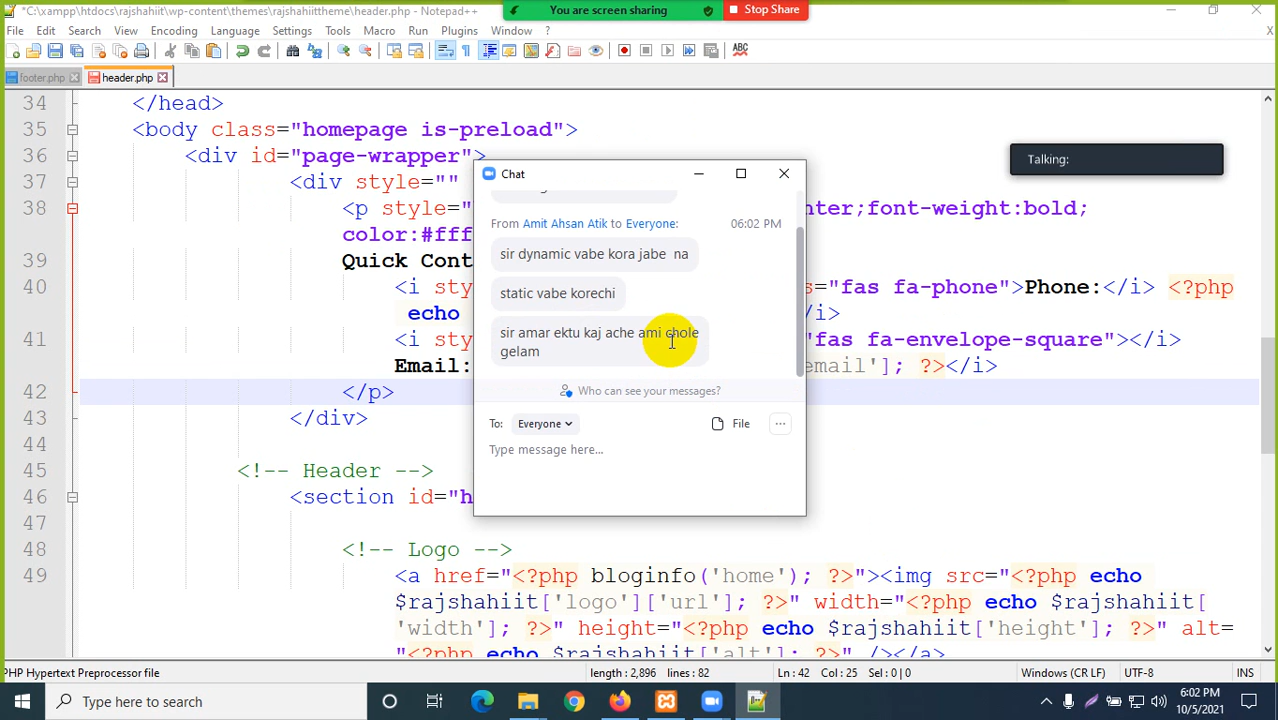 *C:\xampp\htdocs\rajshahiit\wp-content\themes\rajshahiittheme\header.php - Notepad++
You are screen sharing
Stop Share
File Edit Search View Encoding Language Settings Tools Macro Run Plugins Window ? X
footer.php header.php
34 </head>
35 <body class="homepage is-preload">
36 <div id="page-wrapper">
37 <div style=""
38 <p style=" nter;font-weight:bold;
color:#fff
39 Quick Cont
40 <i sty s="fas fa-phone">Phone:</i> <?php
echo /i>
41 <i sty "fas fa-envelope-square"></i>
Email: email']; ?></i>
42 </p>
43 </div>
44
45 <!-- Header -->
46 <section id="h
47
48 <!-- Logo -->
49 <a href="<?php bloginfo('home'); ?>"><img src="<?php echo
$rajshahiit['logo']['url']; ?>" width="<?php echo $rajshahiit[
'width']; ?>" height="<?php echo $rajshahiit['height']; ?>" alt=
"<?php echo $rajshahiit['alt']; ?>" /></a>
Talking:
Chat
From Amit Ahsan Atik to Everyone: 06:02 PM
sir dynamic vabe kora jabe na
static vabe korechi
sir amar ektu kaj ache ami chole
gelam
Who can see your messages?
To: Everyone File ...
Type message here...
PHP Hypertext Preprocessor file length : 2,896 lines : 82 Ln : 42 Col : 25 Sel : 0 | 0 Windows (CR LF) UTF-8 INS
Type here to search
6:02 PM
10/5/2021